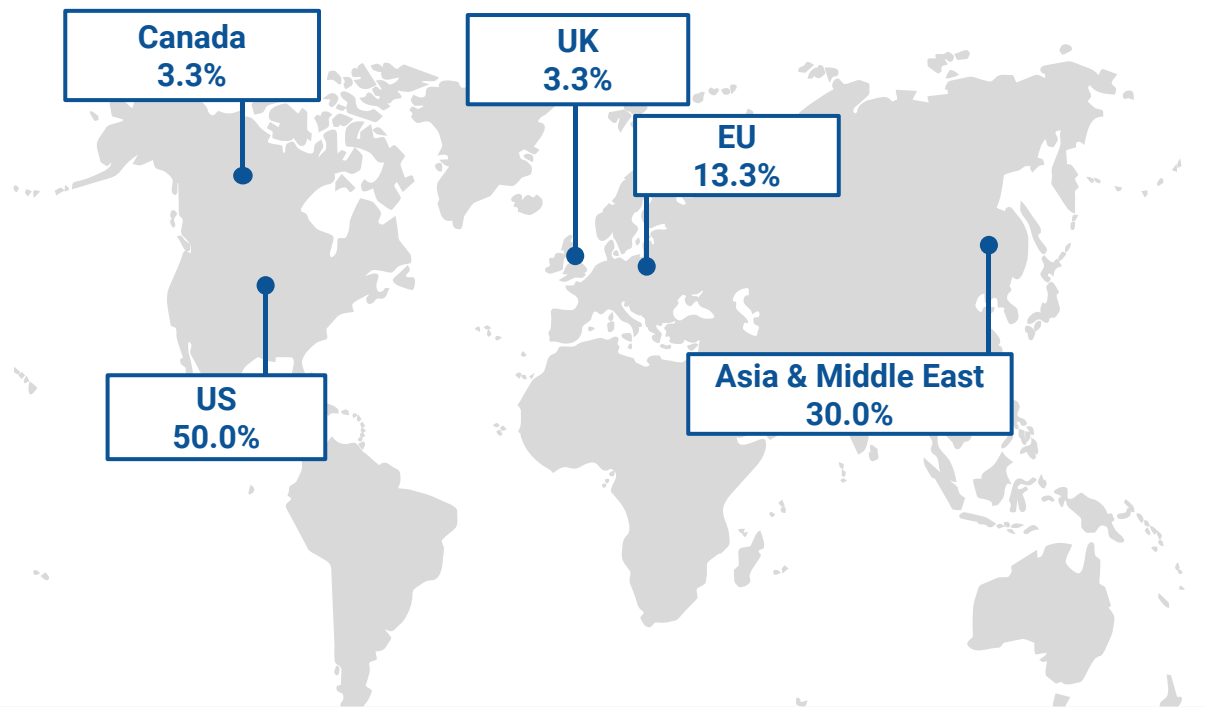 Canada
3.3%
UK
3.3%
EU
13.3%
US
50.0%
Asia & Middle East
30.0%